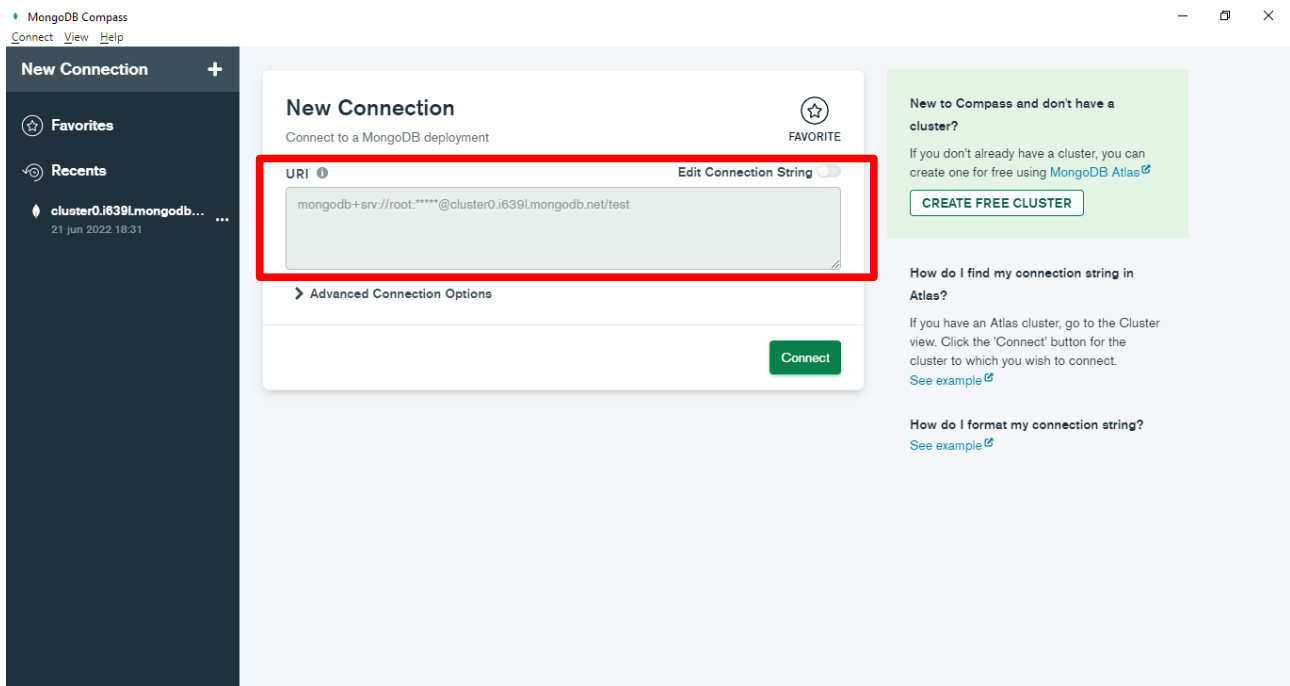 MongoDB Compass
Connect View Help
New Connection +
Favorites
Recents
cluster0.i639l.mongodb... ...
21 jun 2022 18:31
New Connection
Connect to a MongoDB deployment
FAVORITE
URI
Edit Connection String
mongodb+srv://root:*****@cluster0.i639l.mongodb.net/test
Advanced Connection Options
Connect
New to Compass and don't have a
cluster?
If you don't already have a cluster, you can
create one for free using MongoDB Atlas
CREATE FREE CLUSTER
How do I find my connection string in
Atlas?
If you have an Atlas cluster, go to the Cluster
view. Click the 'Connect' button for the
cluster to which you wish to connect.
See example
How do I format my connection string?
See example